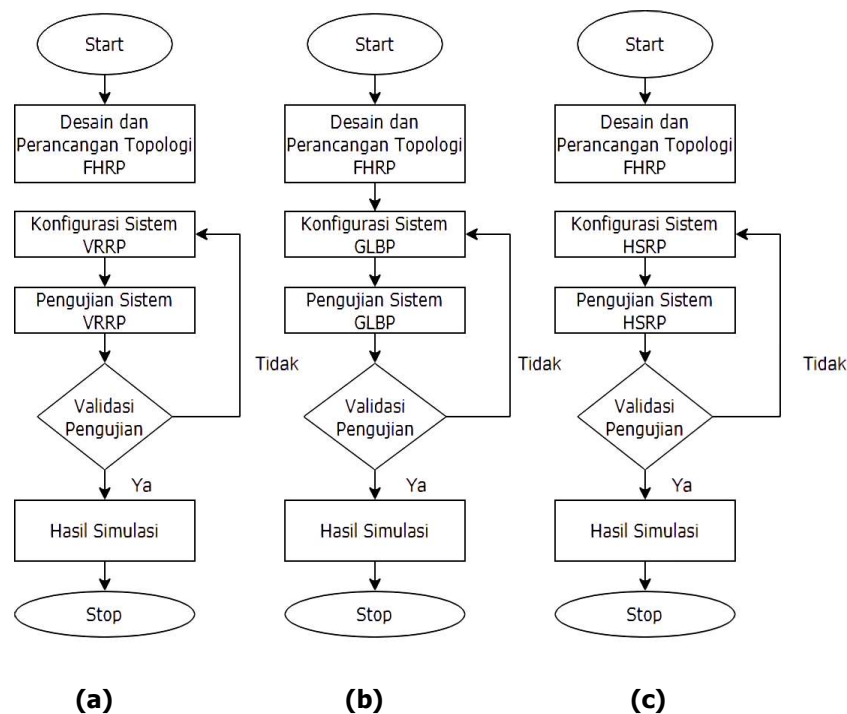 Start
Desain dan
Perancangan Topologi
FHRP
Konfigurasi Sistem
VRRP
Pengujian Sistem
VRRP
Tidak
Validasi
Pengujian
Ya
Hasil Simulasi
Stop
(a)
Start
Desain dan
Perancangan Topologi
FHRP
Konfigurasi Sistem
GLBP
Pengujian Sistem
GLBP
Tidak
Validasi
Pengujian
Ya
Hasil Simulasi
Stop
(b)
Start
Desain dan
Perancangan Topologi
FHRP
Konfigurasi Sistem
HSRP
Pengujian Sistem
HSRP
Tidak
Validasi
Pengujian
Ya
Hasil Simulasi
Stop
(c)